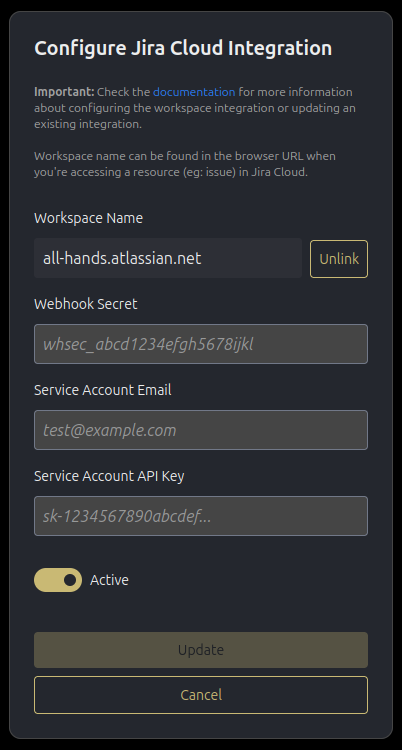 Configure Jira Cloud Integration
Important: Check the documentation for more information
about configuring the workspace integration or updating an
existing integration.
Workspace name can be found in the browser URL when
you're accessing a resource (eg: issue) in Jira Cloud.
Workspace Name
all-hands.atlassian.net
Unlink
Webhook Secret
whsec_abcd1234efgh5678ijkl
Service Account Email
test@example.com
Service Account API Key
sk-1234567890abcdef...
Active
Update
Cancel